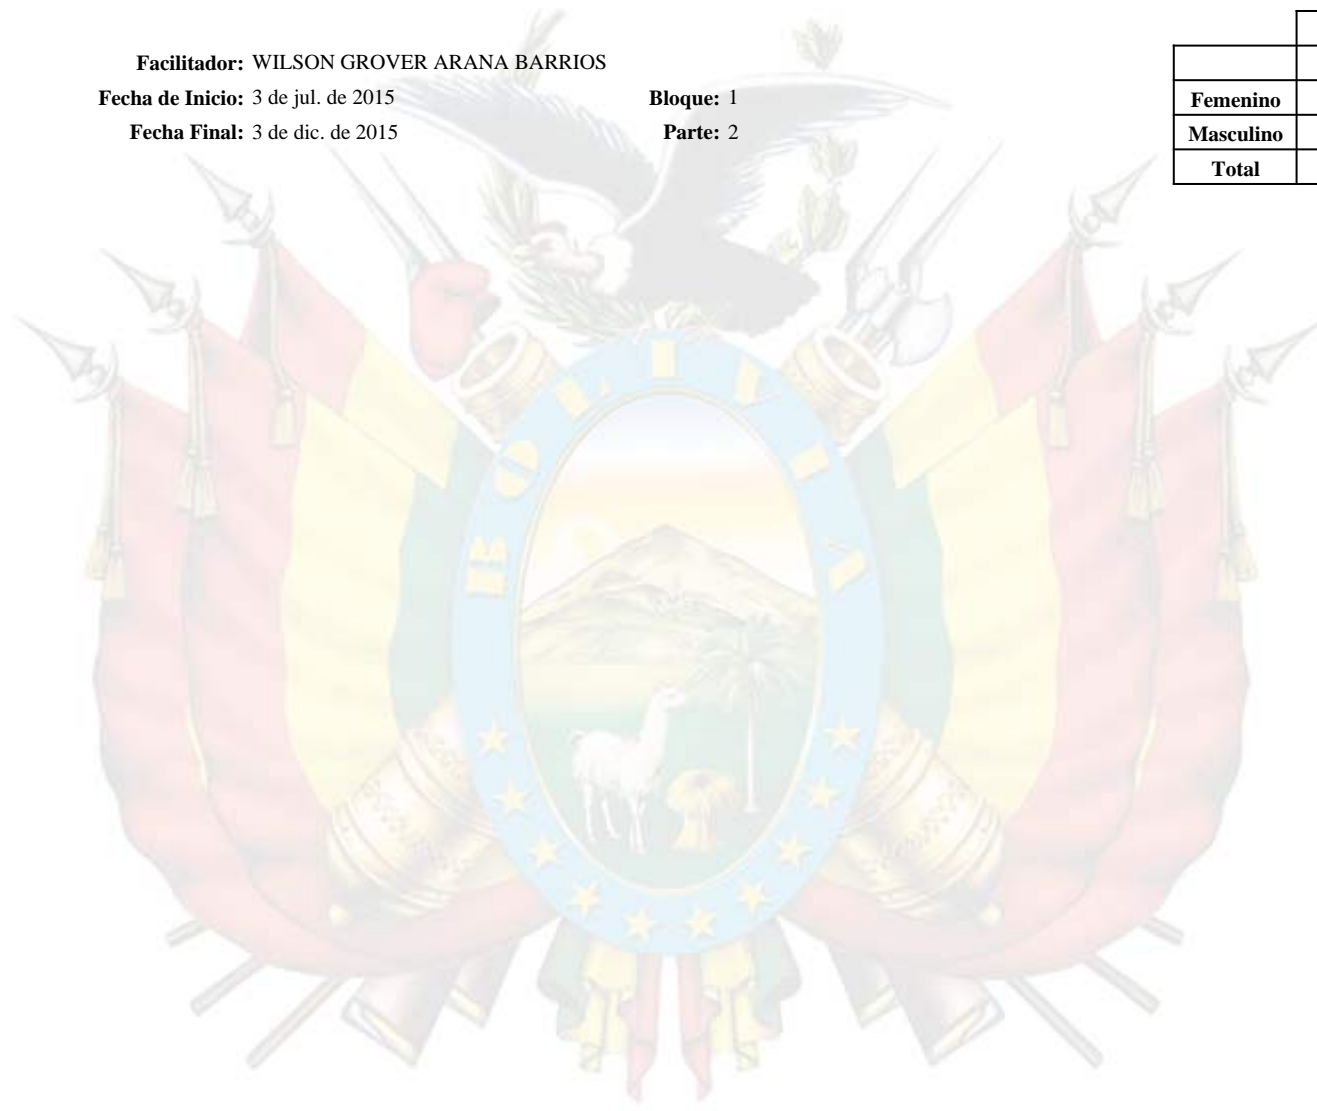 Facilitador: WILSON GROVER ARANA BARRIOS
Fecha de Inicio: 3 de jul. de 2015 Bloque: 1
Fecha Final: 3 de dic. de 2015 Parte: 2
Femenino
Masculino
Total
BOLIVIA